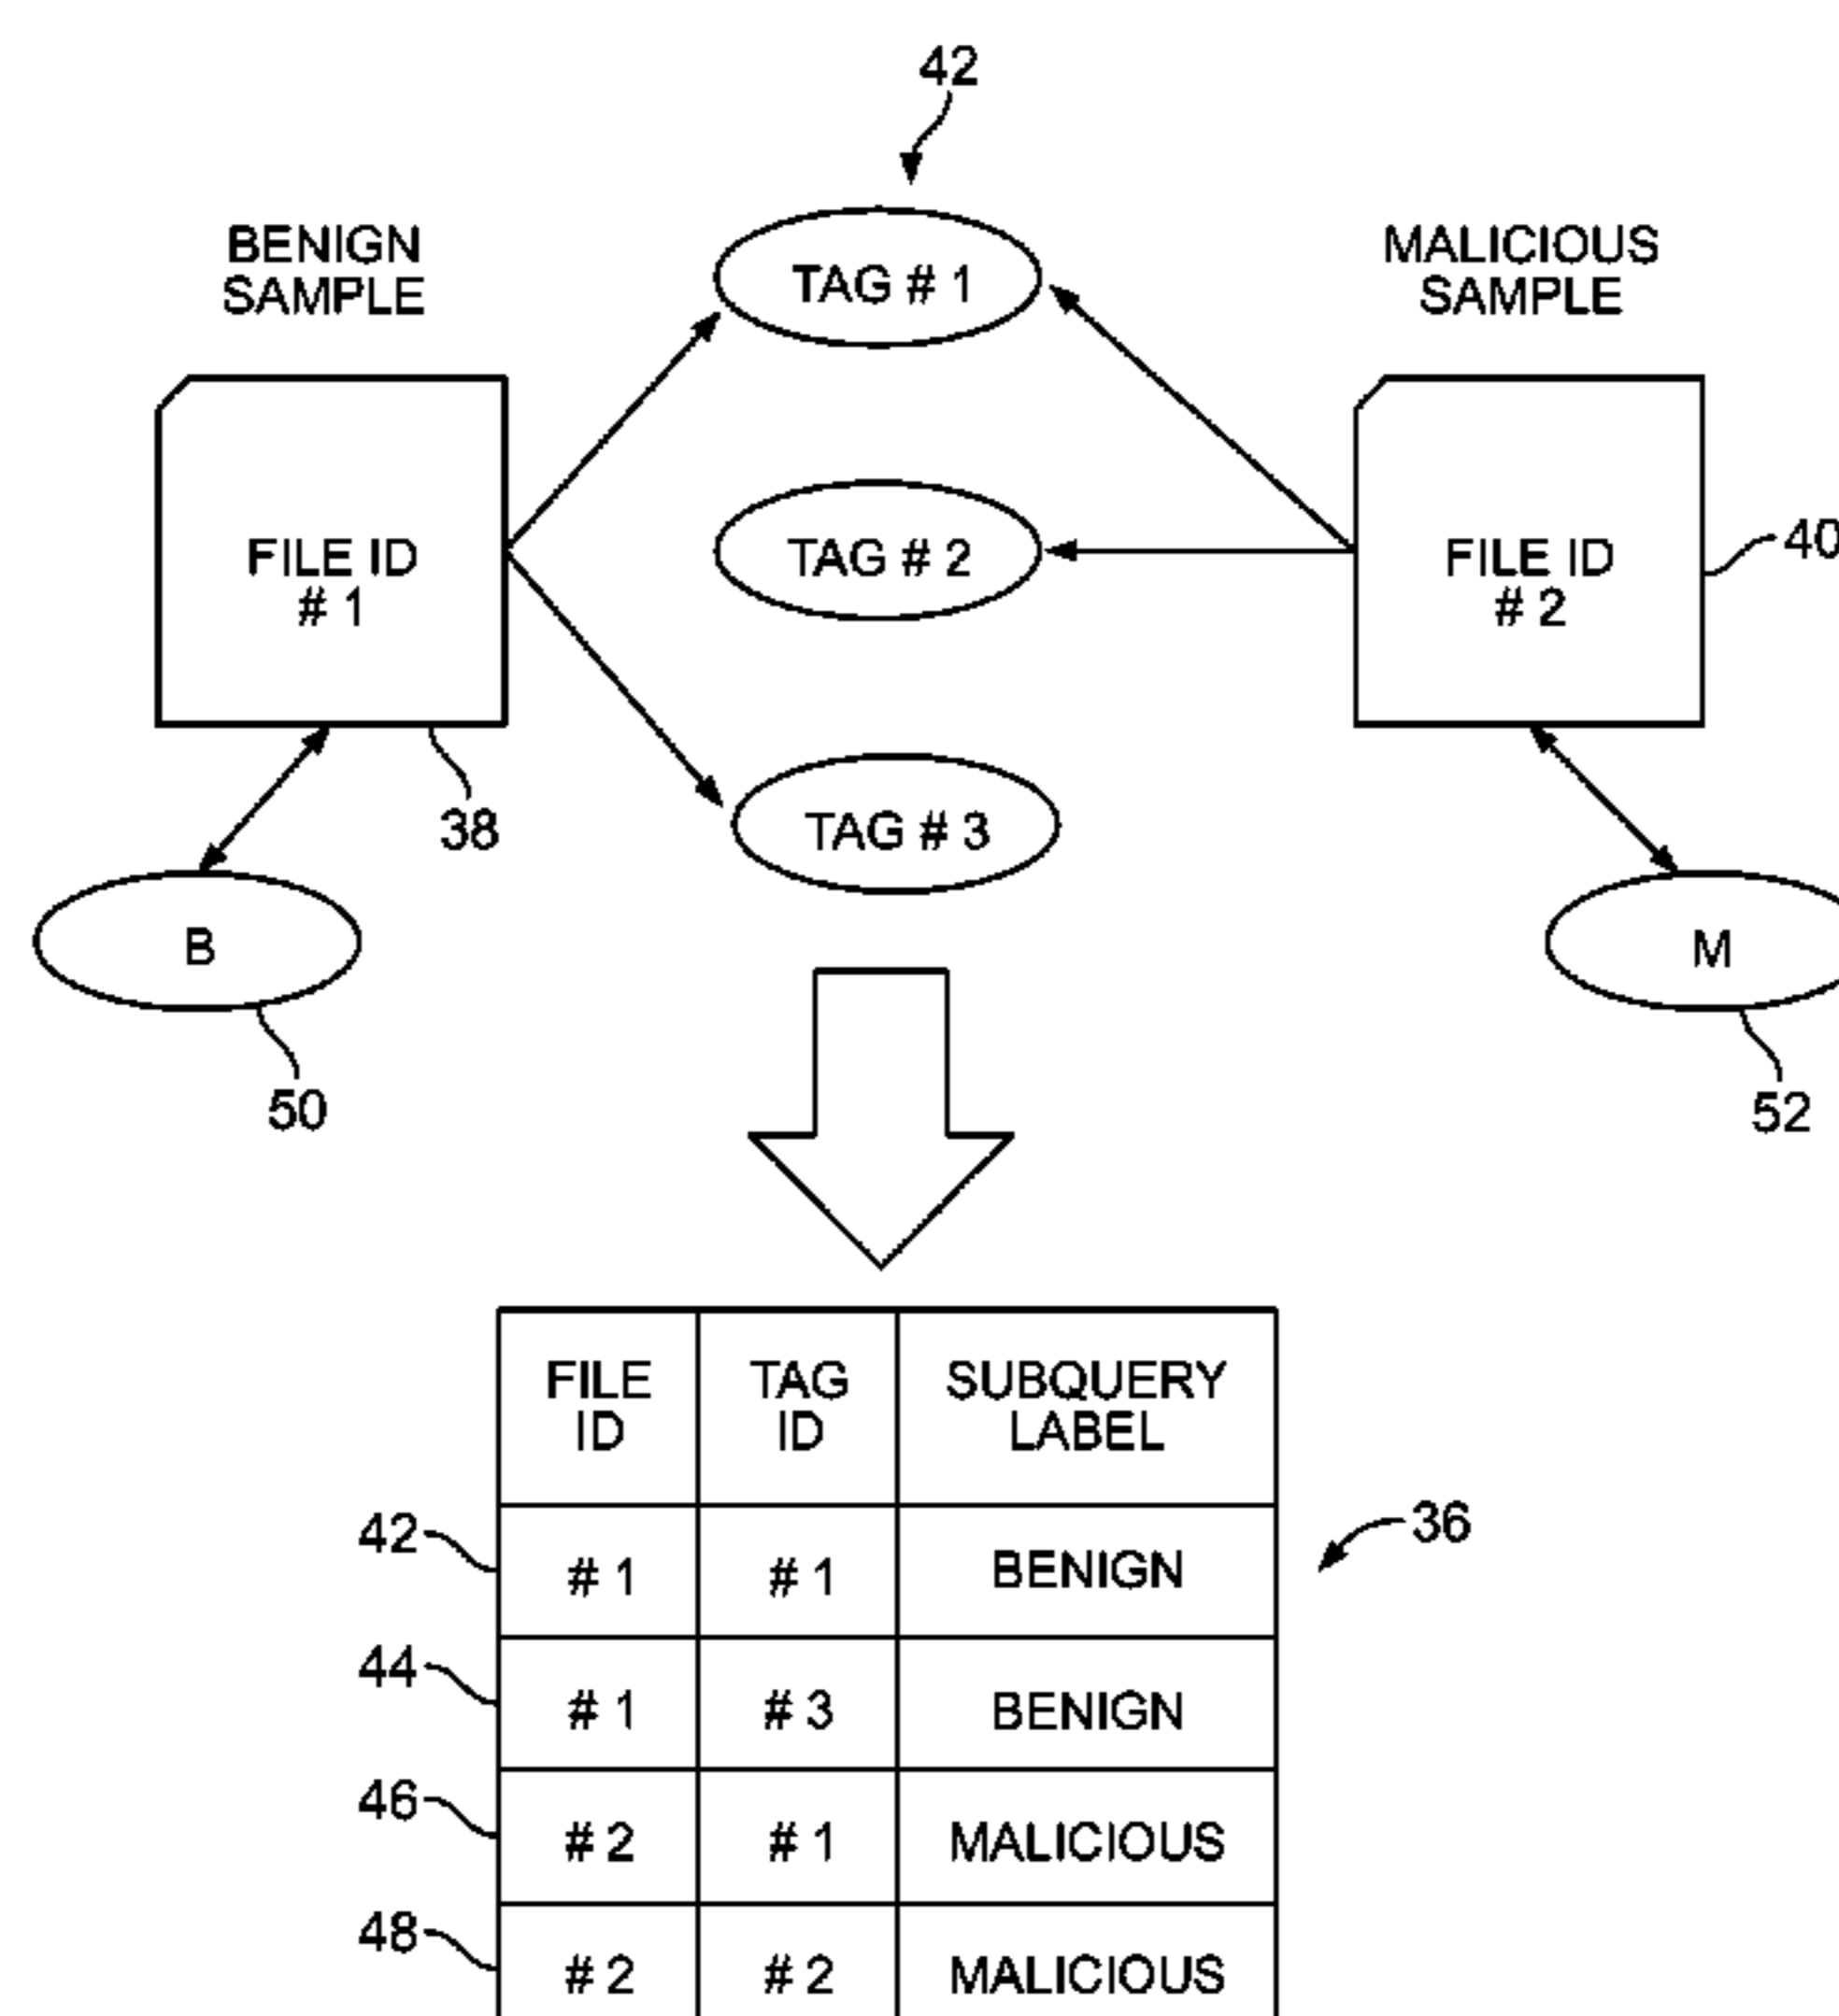 42
BENIGN
SAMPLE
MALICIOUS
SAMPLE
TAG # 1
FILE ID
# 1
TAG # 2
FILE ID
# 2
40
TAG # 3
38
B
M
50
52
FILE
ID
TAG
ID
SUBQUERY
LABEL
42
# 1
# 1
BENIGN
36
44
# 1
# 3
BENIGN
46
# 2
# 1
MALICIOUS
48
# 2
# 2
MALICIOUS